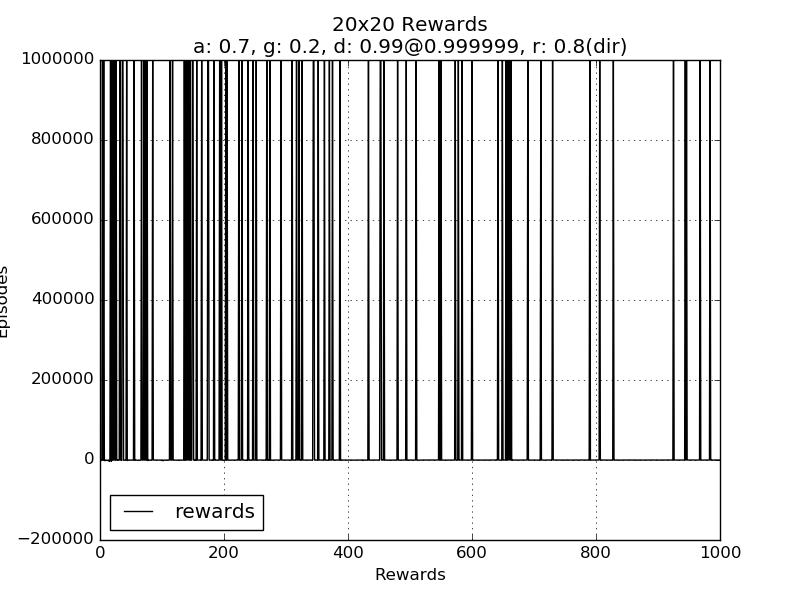 20x20 Rewards
a: 0.7, g: 0.2, d: 0.99@0.999999, r: 0.8(dir)
1000000
800000
600000
400000
200000
0
−200000
Episodes
rewards
0 200 400 600 800 1000
Rewards